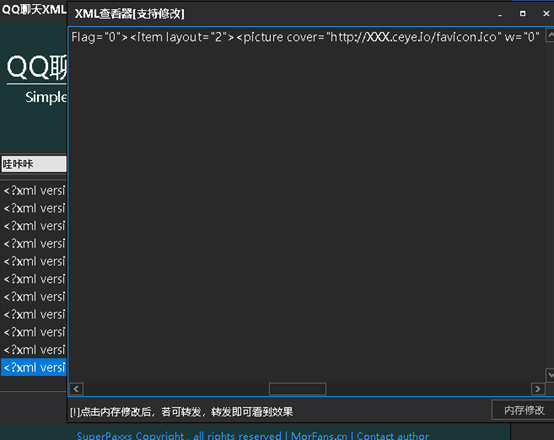 QQ聊天XML
XML查看器[支持修改]
Flag="0"><item layout="2"><picture cover="http://XXX.ceye.io/favicon.ico" w="0"
QQ聊
Simple
哇咔咔
<?xml versi
<?xml versi
<?xml versi
<?xml versi
<?xml versi
<?xml versi
<?xml versi
<?xml versi
<?xml versi
<?xml versi
<?xml versi
[!]点击内存修改后，若可转发，转发即可看到效果
内存修改
SuperPaxxs Copyright , all rights reserved | MorFans.cn | Contact author